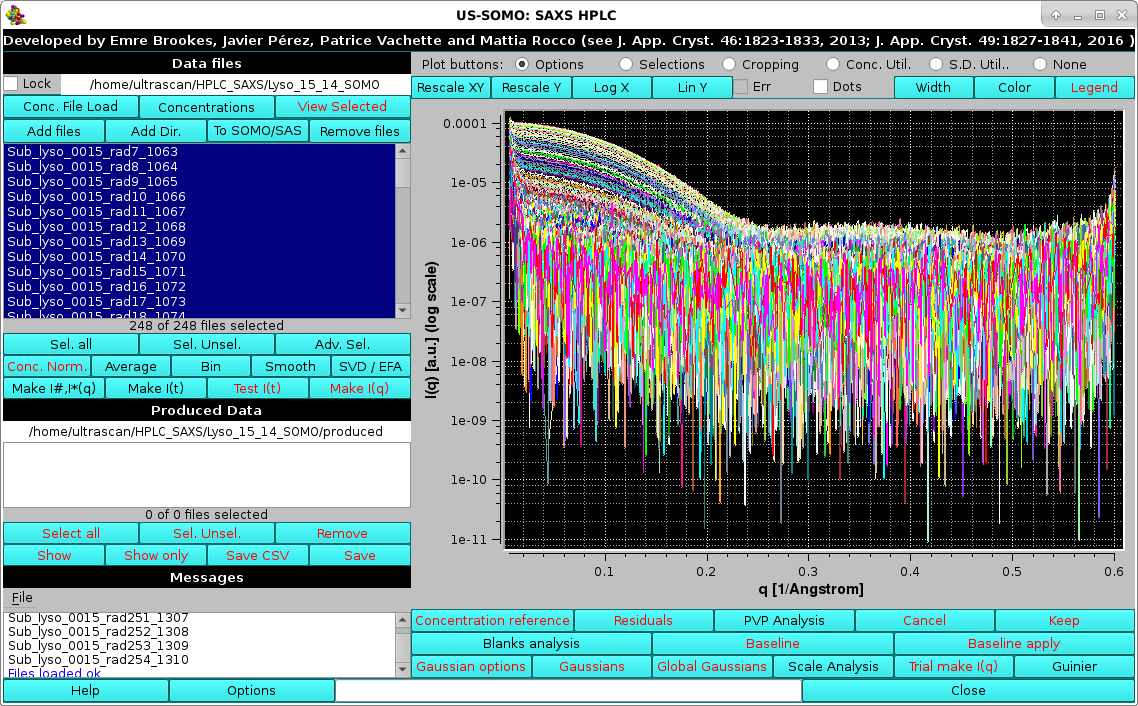 US-SOMO: SAXS HPLC
Developed by Emre Brookes, Javier Pérez, Patrice Vachette and Mattia Rocco (see J. App. Cryst. 46:1823-1833, 2013; J. App. Cryst. 49:1827-1841, 2016 )
Data files
Lock /home/ultrascan/HPLC_SAXS/Lyso_15_14_SOMO
Conc. File Load Concentrations View Selected
Add files Add Dir. To SOMO/SAS Remove files
Sub_lyso_0015_rad7_1063
Sub_lyso_0015_rad8_1064
Sub_lyso_0015_rad9_1065
Sub_lyso_0015_rad10_1066
Sub_lyso_0015_rad11_1067
Sub_lyso_0015_rad12_1068
Sub_lyso_0015_rad13_1069
Sub_lyso_0015_rad14_1070
Sub_lyso_0015_rad15_1071
Sub_lyso_0015_rad16_1072
Sub_lyso_0015_rad17_1073
Sub_lyso_0015_rad18_1074
248 of 248 files selected
Sel. all Sel. Unsel. Adv. Sel.
Conc. Norm. Average Bin Smooth SVD / EFA
Make I#,I*(q) Make I(t) Test I(t) Make I(q)
Produced Data
/home/ultrascan/HPLC_SAXS/Lyso_15_14_SOMO/produced
0 of 0 files selected
Select all Sel. Unsel. Remove
Show Show only Save CSV Save
Messages
File
Sub_lyso_0015_rad251_1307
Sub_lyso_0015_rad252_1308
Sub_lyso_0015_rad253_1309
Sub_lyso_0015_rad254_1310
Files loaded ok
Plot buttons: Options Selections Cropping Conc. Util. S.D. Util.. None
Rescale XY Rescale Y Log X Lin Y Err Dots Width Color Legend
I(q) [a.u.] (log scale)
0.0001
1e-05
1e-06
1e-07
1e-08
1e-09
1e-10
1e-11
0.1 0.2 0.3 0.4 0.5 0.6
q [1/Angstrom]
Concentration reference Residuals PVP Analysis Cancel Keep
Blanks analysis Baseline Baseline apply
Gaussian options Gaussians Global Gaussians Scale Analysis Trial make I(q) Guinier
Help Options Close